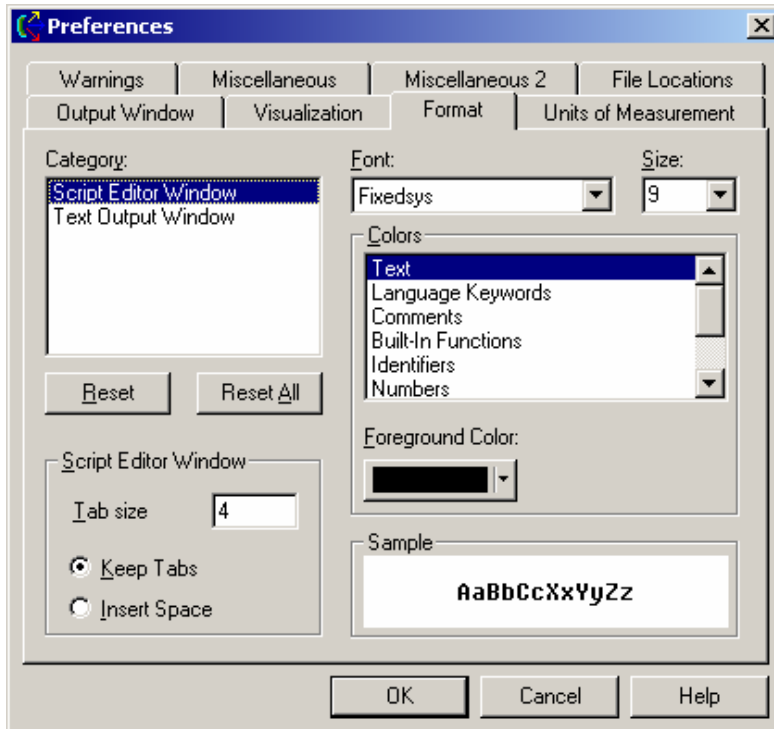 Preferences
Warnings
Miscellaneous
Miscellaneous 2
File Locations
Output Window
Visualization
Format
Units of Measurement
Category:
Script Editor Window
Text Output Window
Reset
Reset All
Script Editor Window
Tab size
4
Keep Tabs
Insert Space
Font:
Fixedsys
Size:
9
Colors
Text
Language Keywords
Comments
Built-In Functions
Identifiers
Numbers
Foreground Color:
Sample
AaBbCcXxYyZz
OK
Cancel
Help